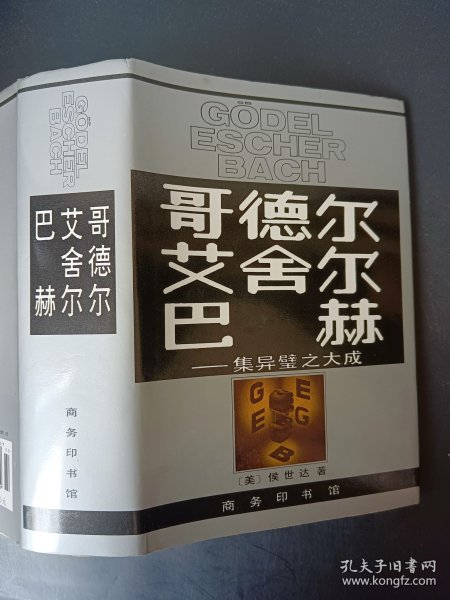 GÖDEL
ESCHER
BACH
哥德尔
艾舍尔
巴赫
——集异璧之大成
G E
E G
B
〔美〕侯世达 著
商务印书馆
GÖDEL
ESCHER
BACH
哥德尔
艾舍尔
巴赫
商务印书馆
孔夫子旧书网
www.kongfz.com